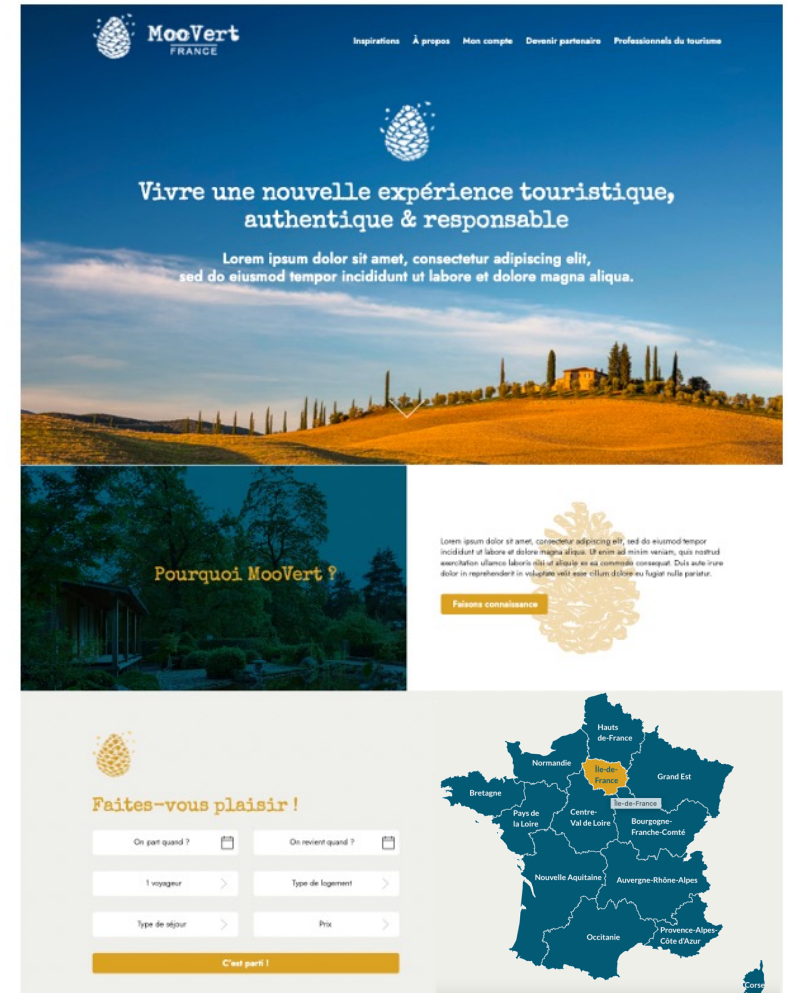 MooVert
FRANCE
Inspirations À propos Mon compte Devenir partenaire Professionnels du tourisme
Vivre une nouvelle expérience touristique,
authentique & responsable
Lorem ipsum dolor sit amet, consectetur adipiscing elit,
sed do eiusmod tempor incididunt ut labore et dolore magna aliqua.
Pourquoi MooVert ?
Lorem ipsum dolor sit amet, consectetur adipiscing elit, sed do eiusmod tempor
incididunt ut labore et dolore magna aliqua. Ut enim ad minim veniam, quis nostrud
exercitation ullamco laboris nisi ut aliquip ex ea commodo consequat. Duis aute irure
dolor in reprehenderit in voluptate velit esse cillum dolore eu fugiat nulla pariatur.
Faisons connaissance
Faites-vous plaisir !
On part quand ?
On revient quand ?
1 voyageur
Type de logement
Type de séjour
Prix
C'est parti !
Hauts
de-France
Normandie
Île-de-
France
Grand Est
Bretagne
Île-de-France
Pays de
la Loire
Centre-
Val de Loire
Bourgogne-
Franche-Comté
Nouvelle Aquitaine
Auvergne-Rhône-Alpes
Occitanie
Provence-Alpes-
Côte d'Azur
Corse